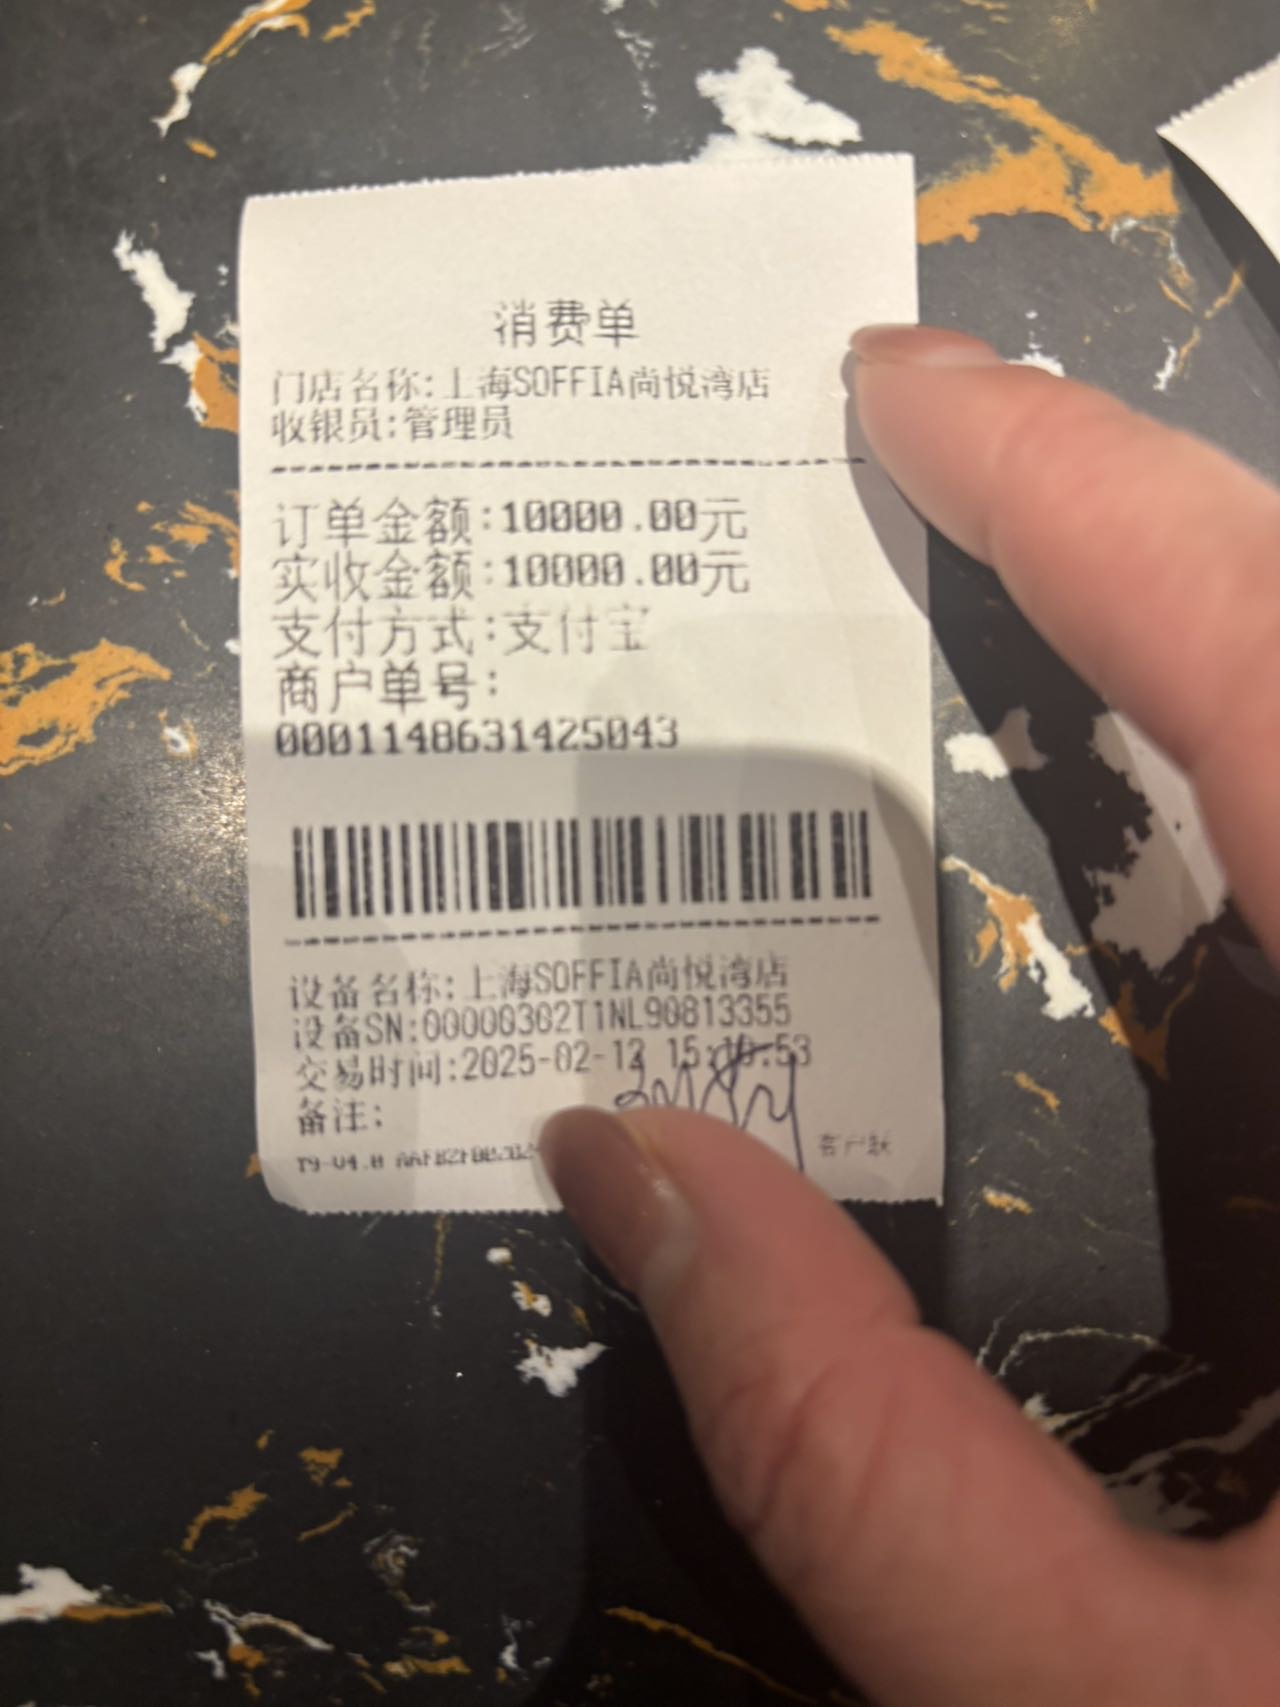 消费单
门店名称:上海SOFFIA尚悦湾店
收银员:管理员
订单金额:10000.00元
实收金额:10000.00元
支付方式:支付宝
商户单号:
0001148631425043
设备名称:上海SOFFIA尚悦湾店
设备SN:00000302T1NL90813355
交易时间:2025-02-12
备注:
客户联